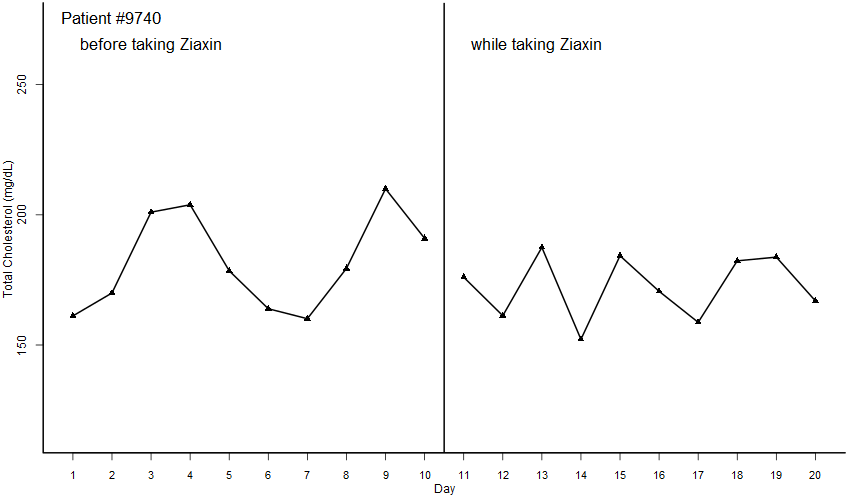 Patient #9740
before taking Ziaxin
while taking Ziaxin
Total Cholesterol (mg/dL)
250
200
150
1 2 3 4 5 6 7 8 9 10 11 12 13 14 15 16 17 18 19 20
Day